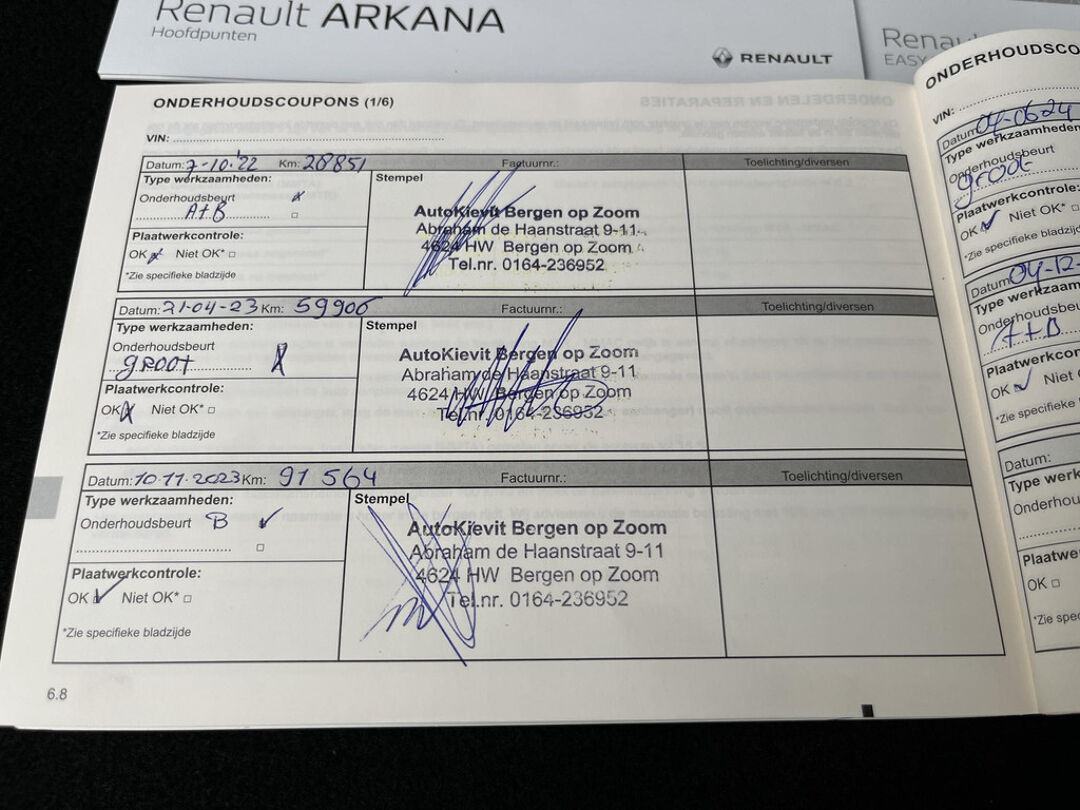 Renault ARKANA
Hoofdpunten
RENAULT
Renau
EASY
ONDERHOUDSCOUPONS (1/6)
VIN:
Datum: 7-10-'22 Km: 28851 Factuurnr.: Toelichting/diversen
Type werkzaamheden: Stempel
Onderhoudsbeurt
A+B
Plaatwerkcontrole:
OK Niet OK*
*Zie specifieke bladzijde
AutoKievit Bergen op Zoom
Abraham de Haanstraat 9-11
4624 HW Bergen op Zoom
Tel.nr. 0164-236952
Datum: 21-04-23 Km: 59906 Factuurnr.: Toelichting/diversen
Type werkzaamheden: Stempel
Onderhoudsbeurt
groot
Plaatwerkcontrole:
OK Niet OK*
*Zie specifieke bladzijde
AutoKievit Bergen op Zoom
Abraham de Haanstraat 9-11
4624 HW Bergen op Zoom
Tel.nr. 0164-236952
Datum: 10-11-2023 Km: 91 564 Factuurnr.: Toelichting/diversen
Type werkzaamheden: Stempel
Onderhoudsbeurt B
Plaatwerkcontrole:
OK Niet OK*
*Zie specifieke bladzijde
AutoKievit Bergen op Zoom
Abraham de Haanstraat 9-11
4624 HW Bergen op Zoom
Tel.nr. 0164-236952
6.8
ONDERHOUDSCO
VIN:
Datum: 04-06-24
Type werkzaamheden
Onderhoudsbeurt
groot
Plaatwerkcontrole:
OK Niet OK*
*Zie specifieke bladzij
Datum: 04-12-
Type werkzaam
Onderhoudsbe
A+B
Plaatwerkcon
OK Niet
*Zie specifieke
Datum:
Type werk
Onderhou
Plaatwe
OK
*Zie spe